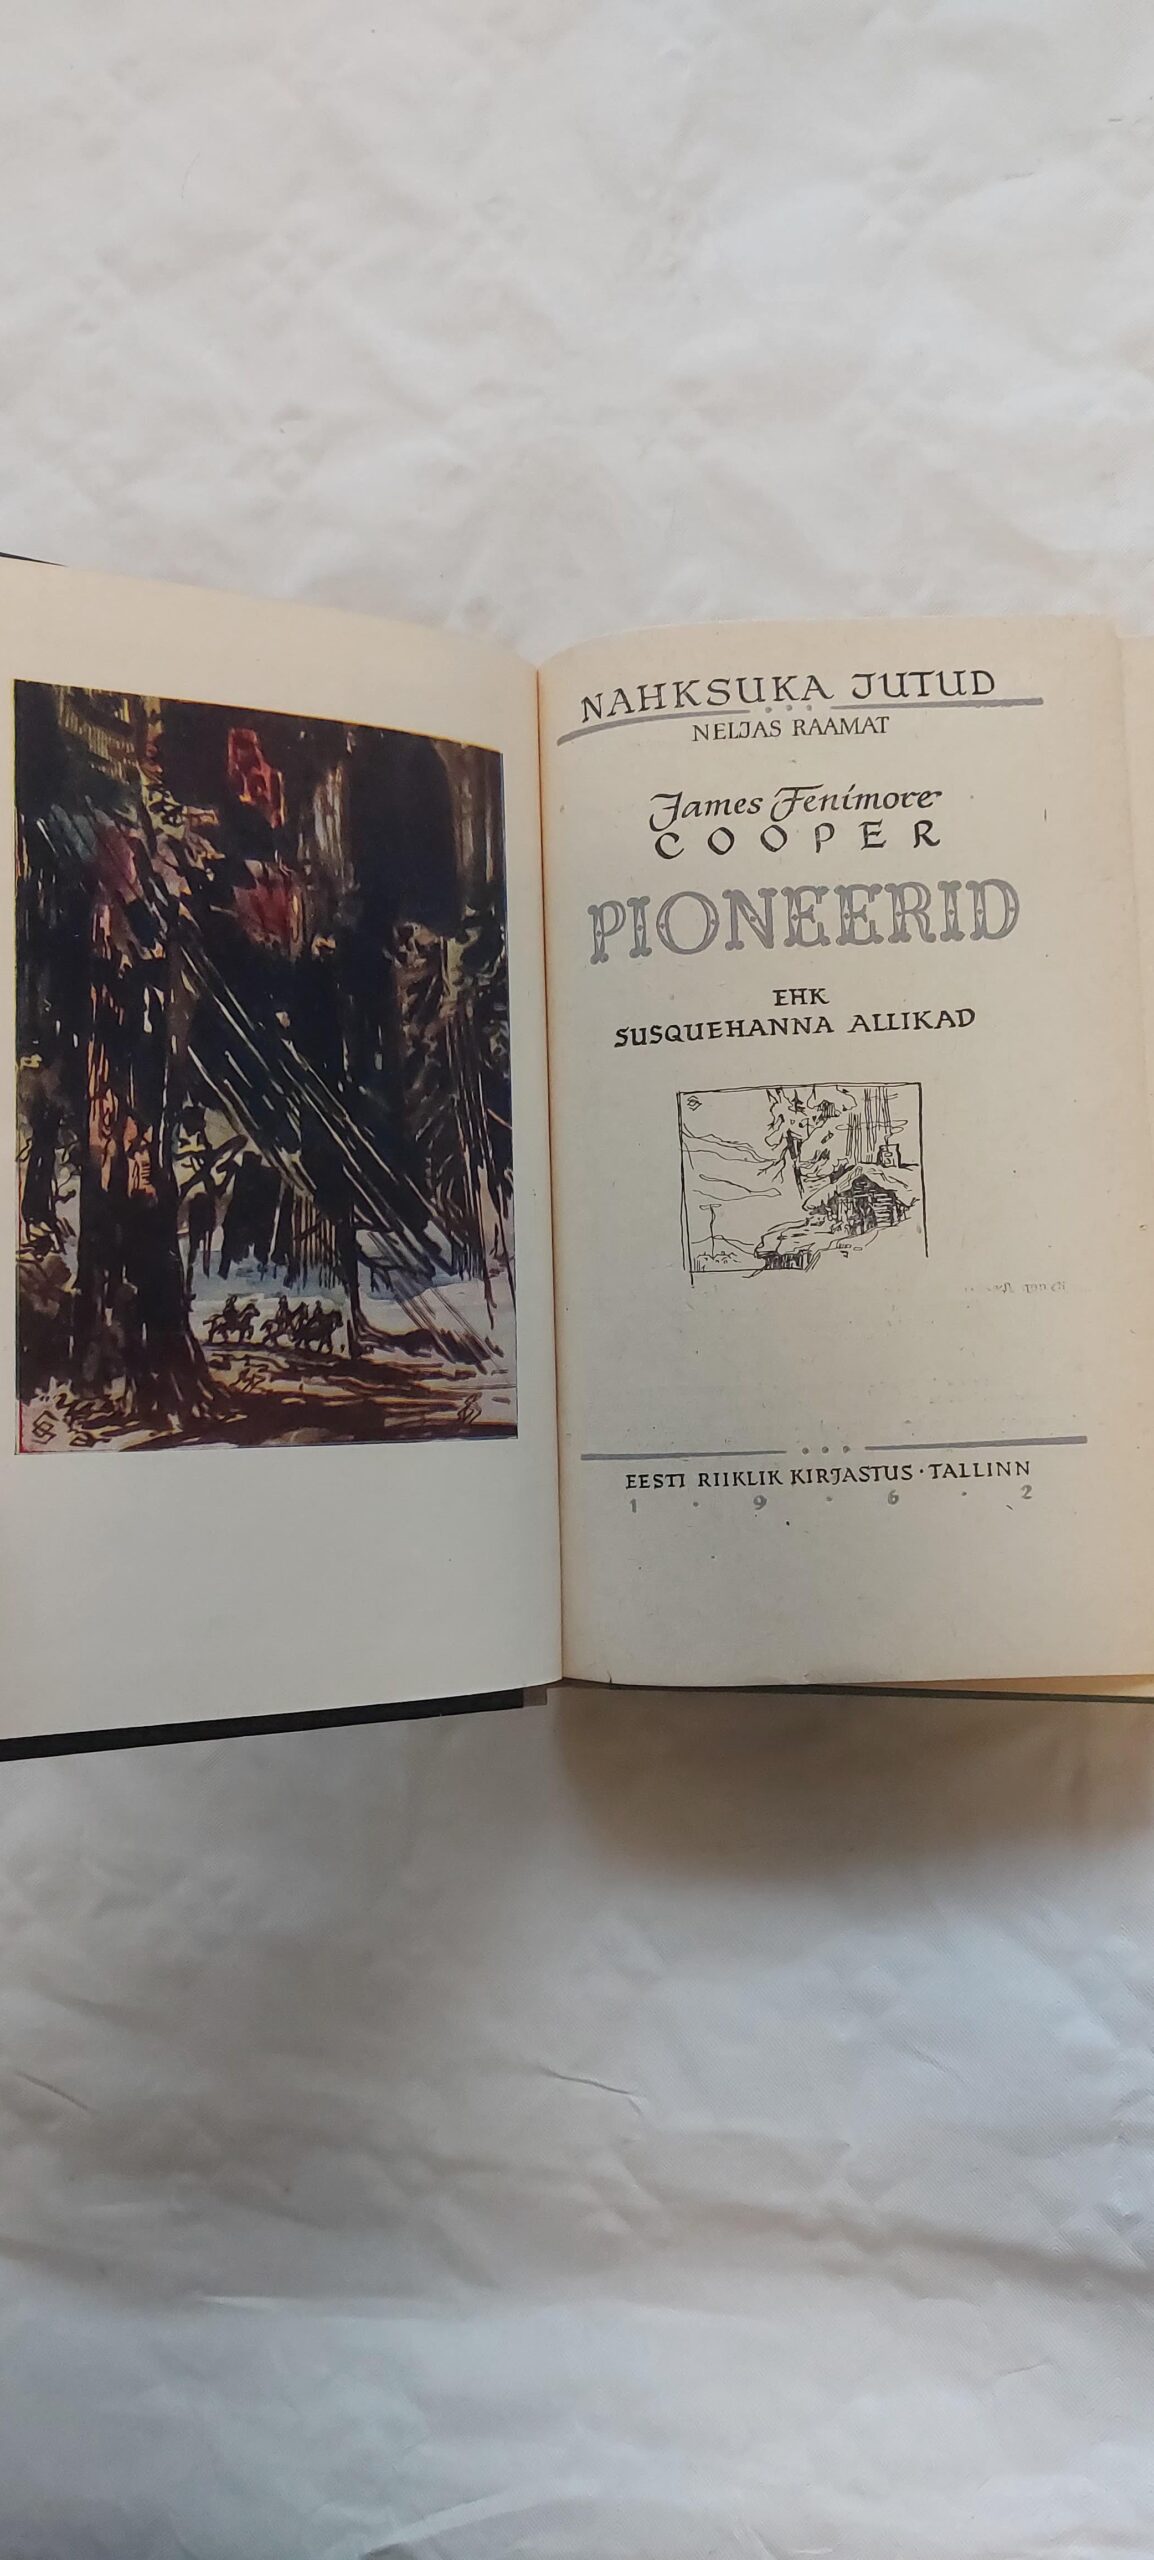 NAHKSUKA JUTUD
NELJAS RAAMAT
James Fenimore
COOPER
PIONEERID
EHK
SUSQUEHANNA ALLIKAD
EESTI RIIKLIK KIRJASTUS · TALLINN
1 · 9 · 6 · 2